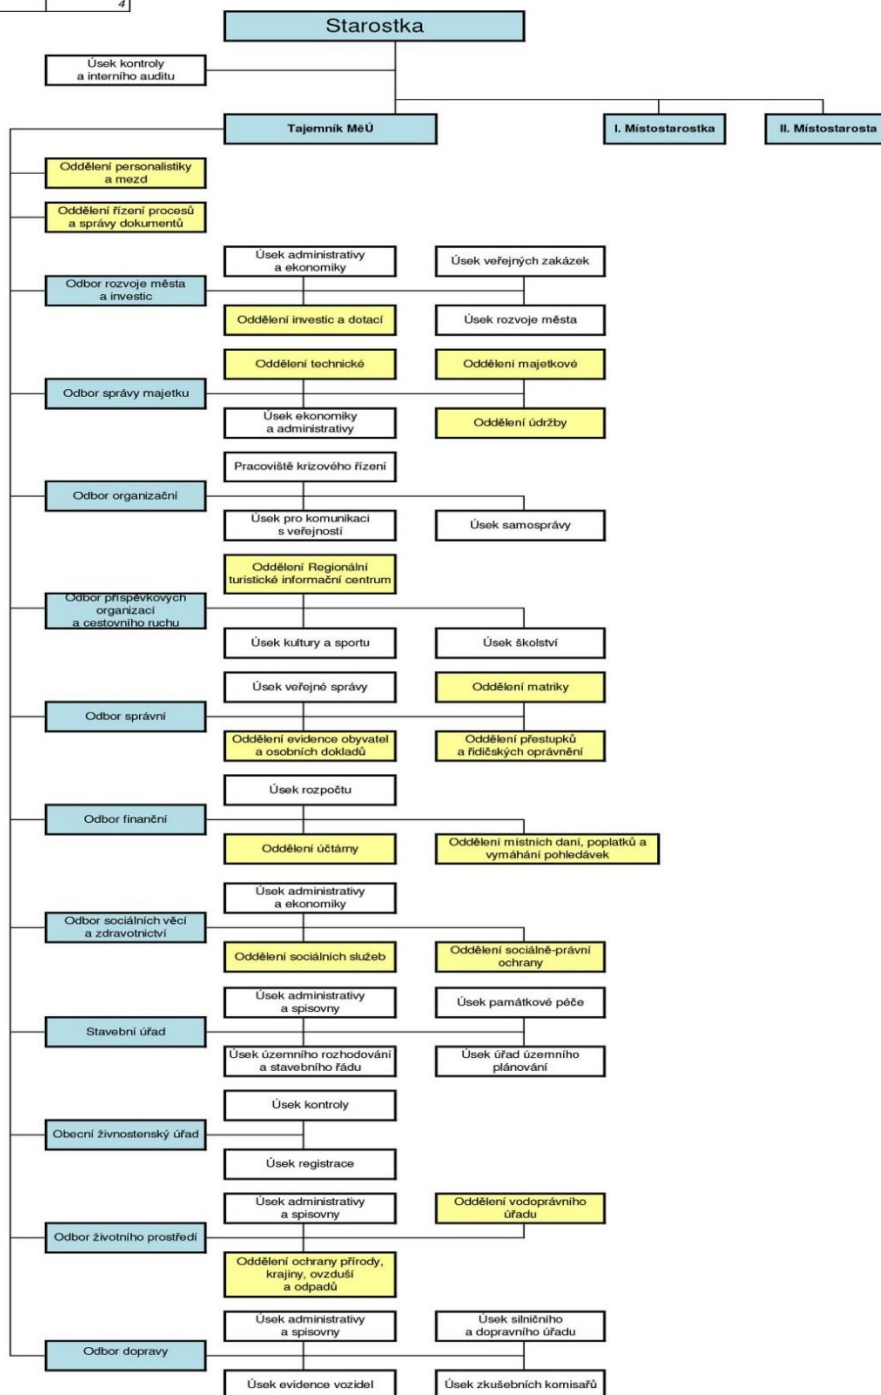 4
Starostka
Úsek kontroly
a interního auditu
Tajemník MěÚ
I. Místostarostka
II. Místostarosta
Oddělení personalistiky
a mezd
Oddělení řízení procesů
a správy dokumentů
Úsek administrativy
a ekonomiky
Úsek veřejných zakázek
Odbor rozvoje města
a investic
Oddělení investic a dotací
Úsek rozvoje města
Oddělení technické
Oddělení majetkové
Odbor správy majetku
Úsek ekonomiky
a administrativy
Oddělení údržby
Pracoviště krizového řízení
Odbor organizační
Úsek pro komunikaci
s veřejností
Úsek samosprávy
Oddělení Regionální
turistické informační centrum
Odbor příspěvkových
organizací
a cestovního ruchu
Úsek kultury a sportu
Úsek školství
Úsek veřejné správy
Oddělení matriky
Odbor správní
Oddělení evidence obyvatel
a osobních dokladů
Oddělení přestupků
a řidičských oprávnění
Úsek rozpočtu
Odbor finanční
Oddělení účtárny
Oddělení místních daní, poplatků a
vymáhání pohledávek
Úsek administrativy
a ekonomiky
Odbor sociálních věcí
a zdravotnictví
Oddělení sociálních služeb
Oddělení sociálně-právní
ochrany
Úsek administrativy
a spisovny
Úsek památkové péče
Stavební úřad
Úsek územního rozhodování
a stavebního řádu
Úsek úřad územního
plánování
Úsek kontroly
Obecní živnostenský úřad
Úsek registrace
Úsek administrativy
a spisovny
Oddělení vodoprávního
úřadu
Odbor životního prostředí
Oddělení ochrany přírody,
krajiny, ovzduší
a odpadů
Úsek administrativy
a spisovny
Úsek silničního
a dopravního úřadu
Odbor dopravy
Úsek evidence vozidel
Úsek zkušebních komisařů